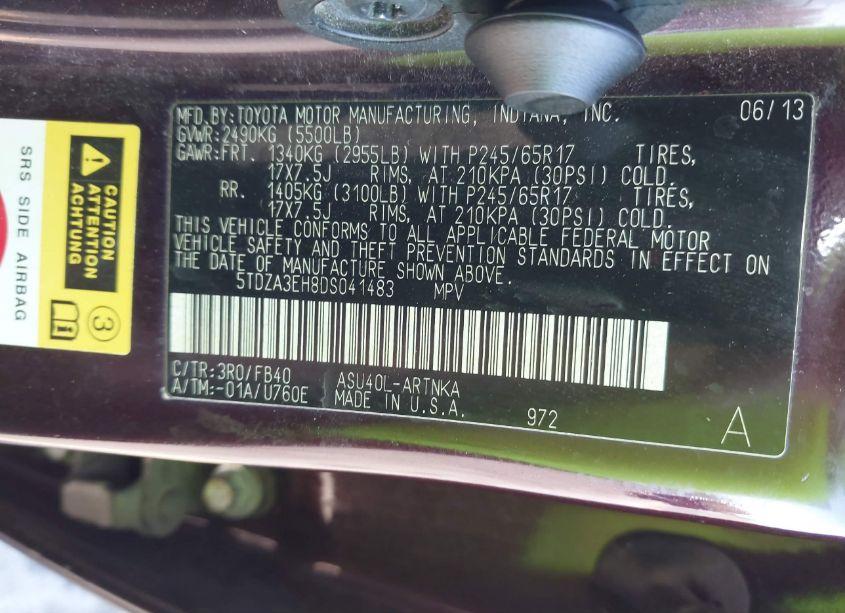 MFD.BY:TOYOTA MOTOR MANUFACTURING, INDIANA, INC. 06/13
GVWR:2490KG (5500LB)
GAWR:FRT. 1340KG (2955LB) WITH P245/65R17 TIRES,
17X7.5J RIMS, AT 210KPA (30PSI) COLD.
RR. 1405KG (3100LB) WITH P245/65R17 TIRES,
17X7.5J RIMS, AT 210KPA (30PSI) COLD.
THIS VEHICLE CONFORMS TO ALL APPLICABLE FEDERAL MOTOR
VEHICLE SAFETY AND THEFT PREVENTION STANDARDS IN EFFECT ON
THE DATE OF MANUFACTURE SHOWN ABOVE.
5TDZA3EH8DS041483 MPV
C/TR:3R0/FB40 ASU40L-ARTNKA
A/TM:-01A/U760E MADE IN U.S.A.
972 A
SRS SIDE AIRBAG
CAUTION
ATTENTION
ACHTUNG
3